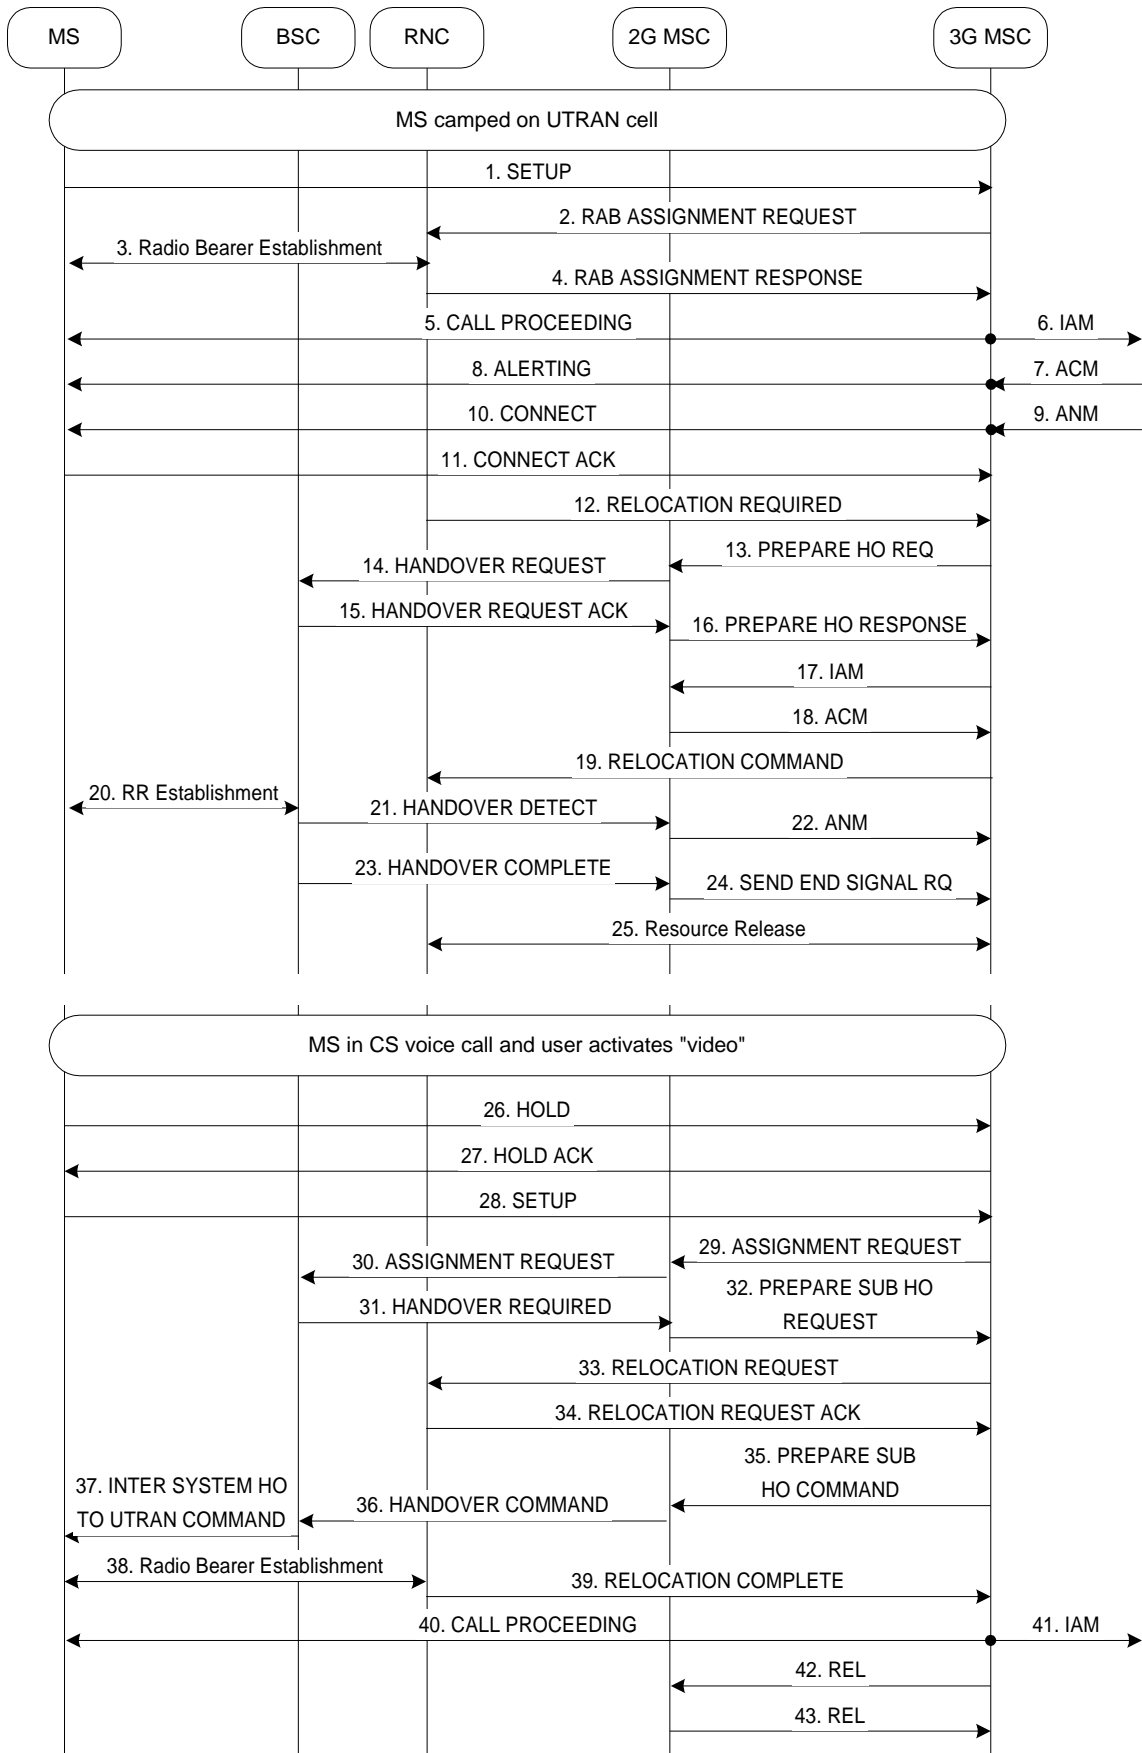 MS
BSC
RNC
2G MSC
3G MSC
MS camped on UTRAN cell
1. SETUP
2. RAB ASSIGNMENT REQUEST
3. Radio Bearer Establishment
4. RAB ASSIGNMENT RESPONSE
5. CALL PROCEEDING
6. IAM
8. ALERTING
7. ACM
10. CONNECT
9. ANM
11. CONNECT ACK
12. RELOCATION REQUIRED
13. PREPARE HO REQ
14. HANDOVER REQUEST
15. HANDOVER REQUEST ACK
16. PREPARE HO RESPONSE
17. IAM
18. ACM
19. RELOCATION COMMAND
20. RR Establishment
21. HANDOVER DETECT
22. ANM
23. HANDOVER COMPLETE
24. SEND END SIGNAL RQ
25. Resource Release
MS in CS voice call and user activates "video"
26. HOLD
27. HOLD ACK
28. SETUP
29. ASSIGNMENT REQUEST
30. ASSIGNMENT REQUEST
31. HANDOVER REQUIRED
32. PREPARE SUB HO
REQUEST
33. RELOCATION REQUEST
34. RELOCATION REQUEST ACK
35. PREPARE SUB
HO COMMAND
36. HANDOVER COMMAND
37. INTER SYSTEM HO
TO UTRAN COMMAND
38. Radio Bearer Establishment
39. RELOCATION COMPLETE
40. CALL PROCEEDING
41. IAM
42. REL
43. REL